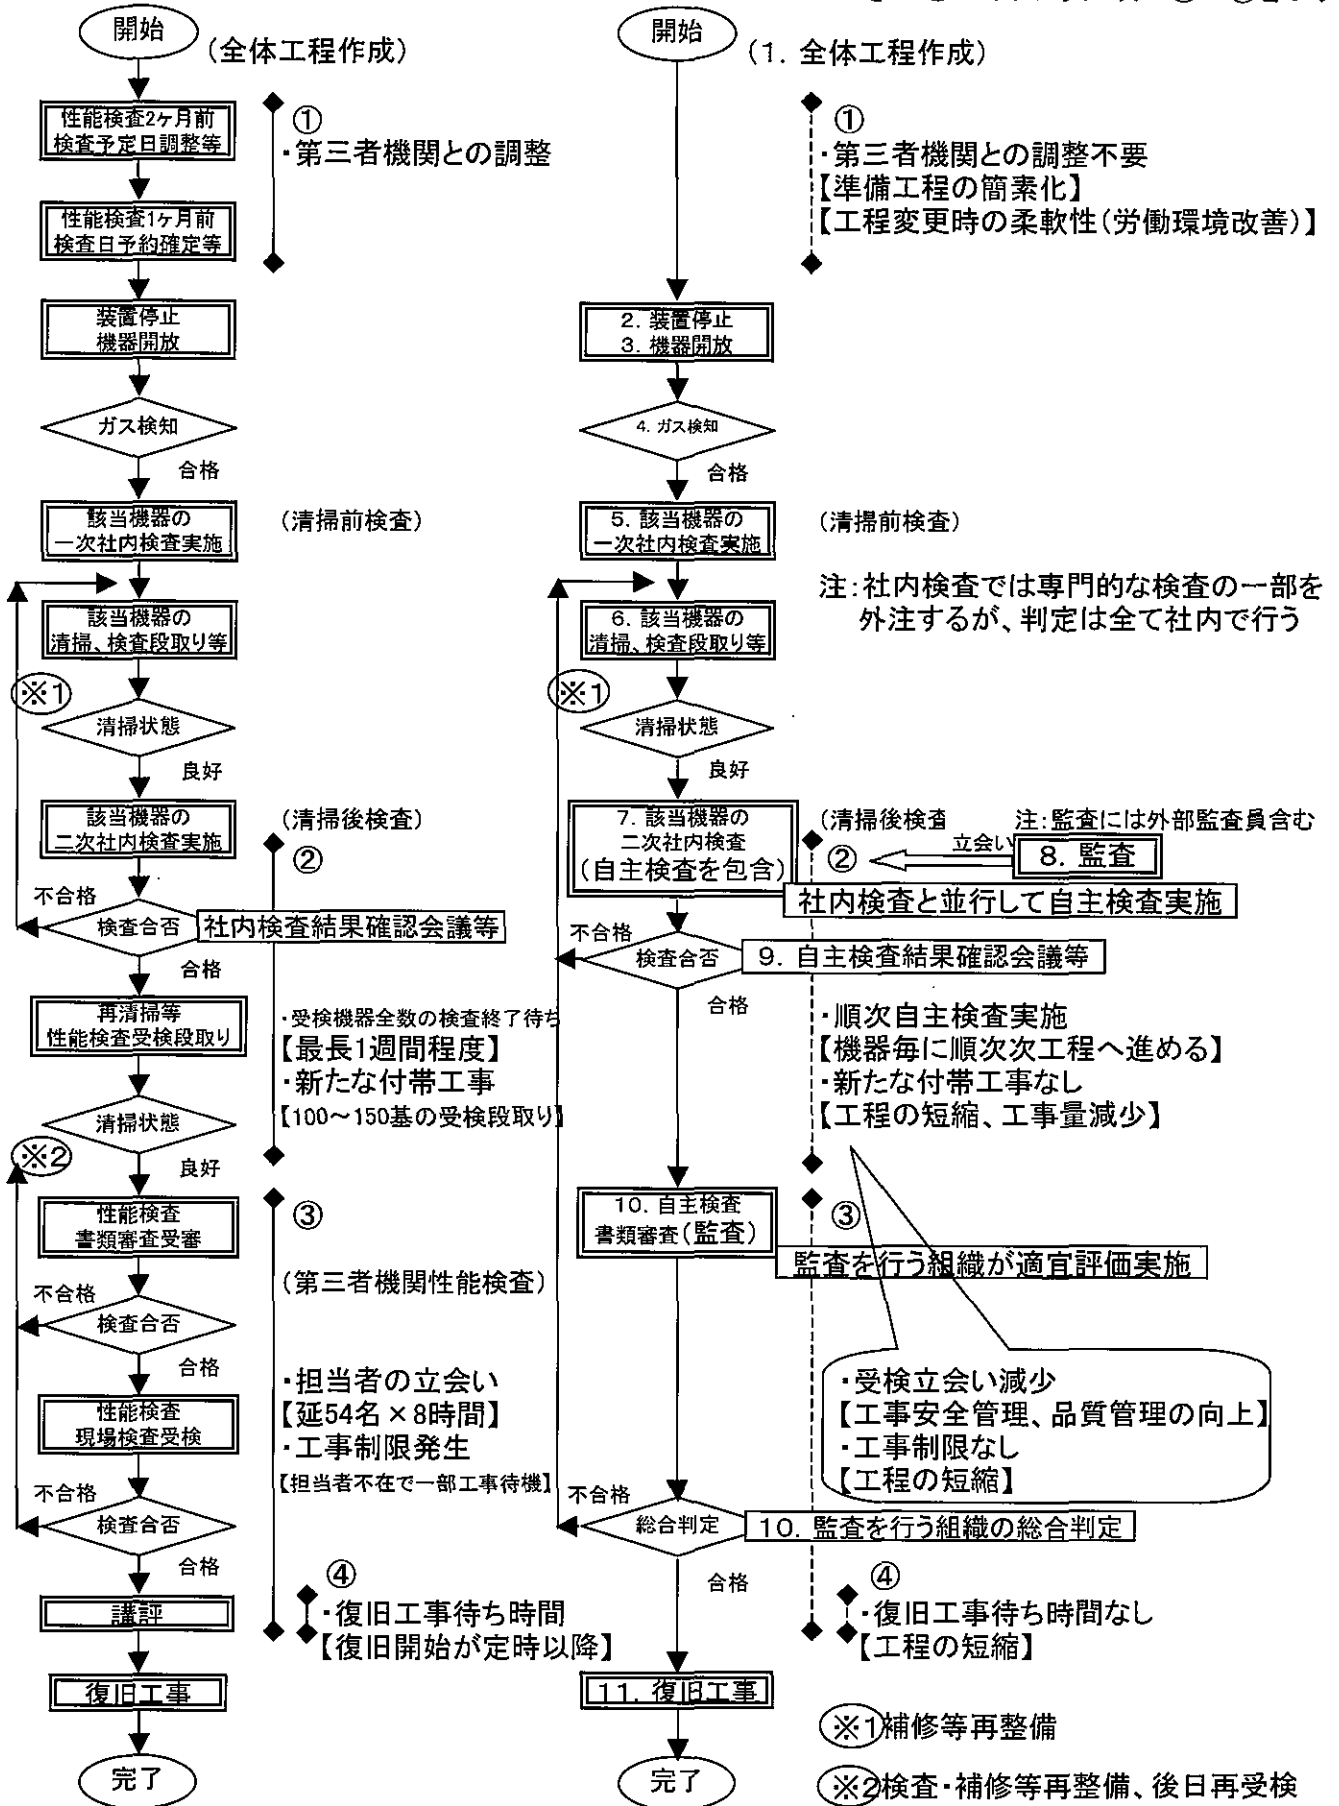 開始
(全体工程作成)
性能検査2ヶ月前
検査予定日調整等
①
・第三者機関との調整
性能検査1ヶ月前
検査日予約確定等
装置停止
機器開放
ガス検知
合格
該当機器の
一次社内検査実施
(清掃前検査)
該当機器の
清掃、検査段取り等
※1
清掃状態
良好
該当機器の
二次社内検査実施
(清掃後検査)
②
不合格
検査合否
社内検査結果確認会議等
合格
再清掃等
性能検査受検段取り
・受検機器全数の検査終了待ち
【最長1週間程度】
・新たな付帯工事
【100～150基の受検段取り】
清掃状態
※2
良好
性能検査
書類審査受審
③
(第三者機関性能検査)
不合格
検査合否
合格
・担当者の立会い
【延54名×8時間】
・工事制限発生
【担当者不在で一部工事待機】
性能検査
現場検査受検
不合格
検査合否
合格
④
講評
・復旧工事待ち時間
【復旧開始が定時以降】
復旧工事
完了
開始
(1. 全体工程作成)
①
・第三者機関との調整不要
【準備工程の簡素化】
【工程変更時の柔軟性(労働環境改善)】
2. 装置停止
3. 機器開放
4. ガス検知
合格
5. 該当機器の
一次社内検査実施
(清掃前検査)
注:社内検査では専門的な検査の一部を
外注するが、判定は全て社内で行う
6. 該当機器の
清掃、検査段取り等
※1
清掃状態
良好
7. 該当機器の
二次社内検査
(自主検査を包含)
(清掃後検査
注:監査には外部監査員含む
②
立会い
8. 監査
社内検査と並行して自主検査実施
不合格
検査合否
9. 自主検査結果確認会議等
合格
・順次自主検査実施
【機器毎に順次次工程へ進める】
・新たな付帯工事なし
【工程の短縮、工事量減少】
10. 自主検査
書類審査(監査)
③
監査を行う組織が適宜評価実施
・受検立会い減少
【工事安全管理、品質管理の向上】
・工事制限なし
【工程の短縮】
不合格
総合判定
10. 監査を行う組織の総合判定
合格
④
・復旧工事待ち時間なし
【工程の短縮】
11. 復旧工事
完了
※1補修等再整備
※2検査・補修等再整備、後日再受検